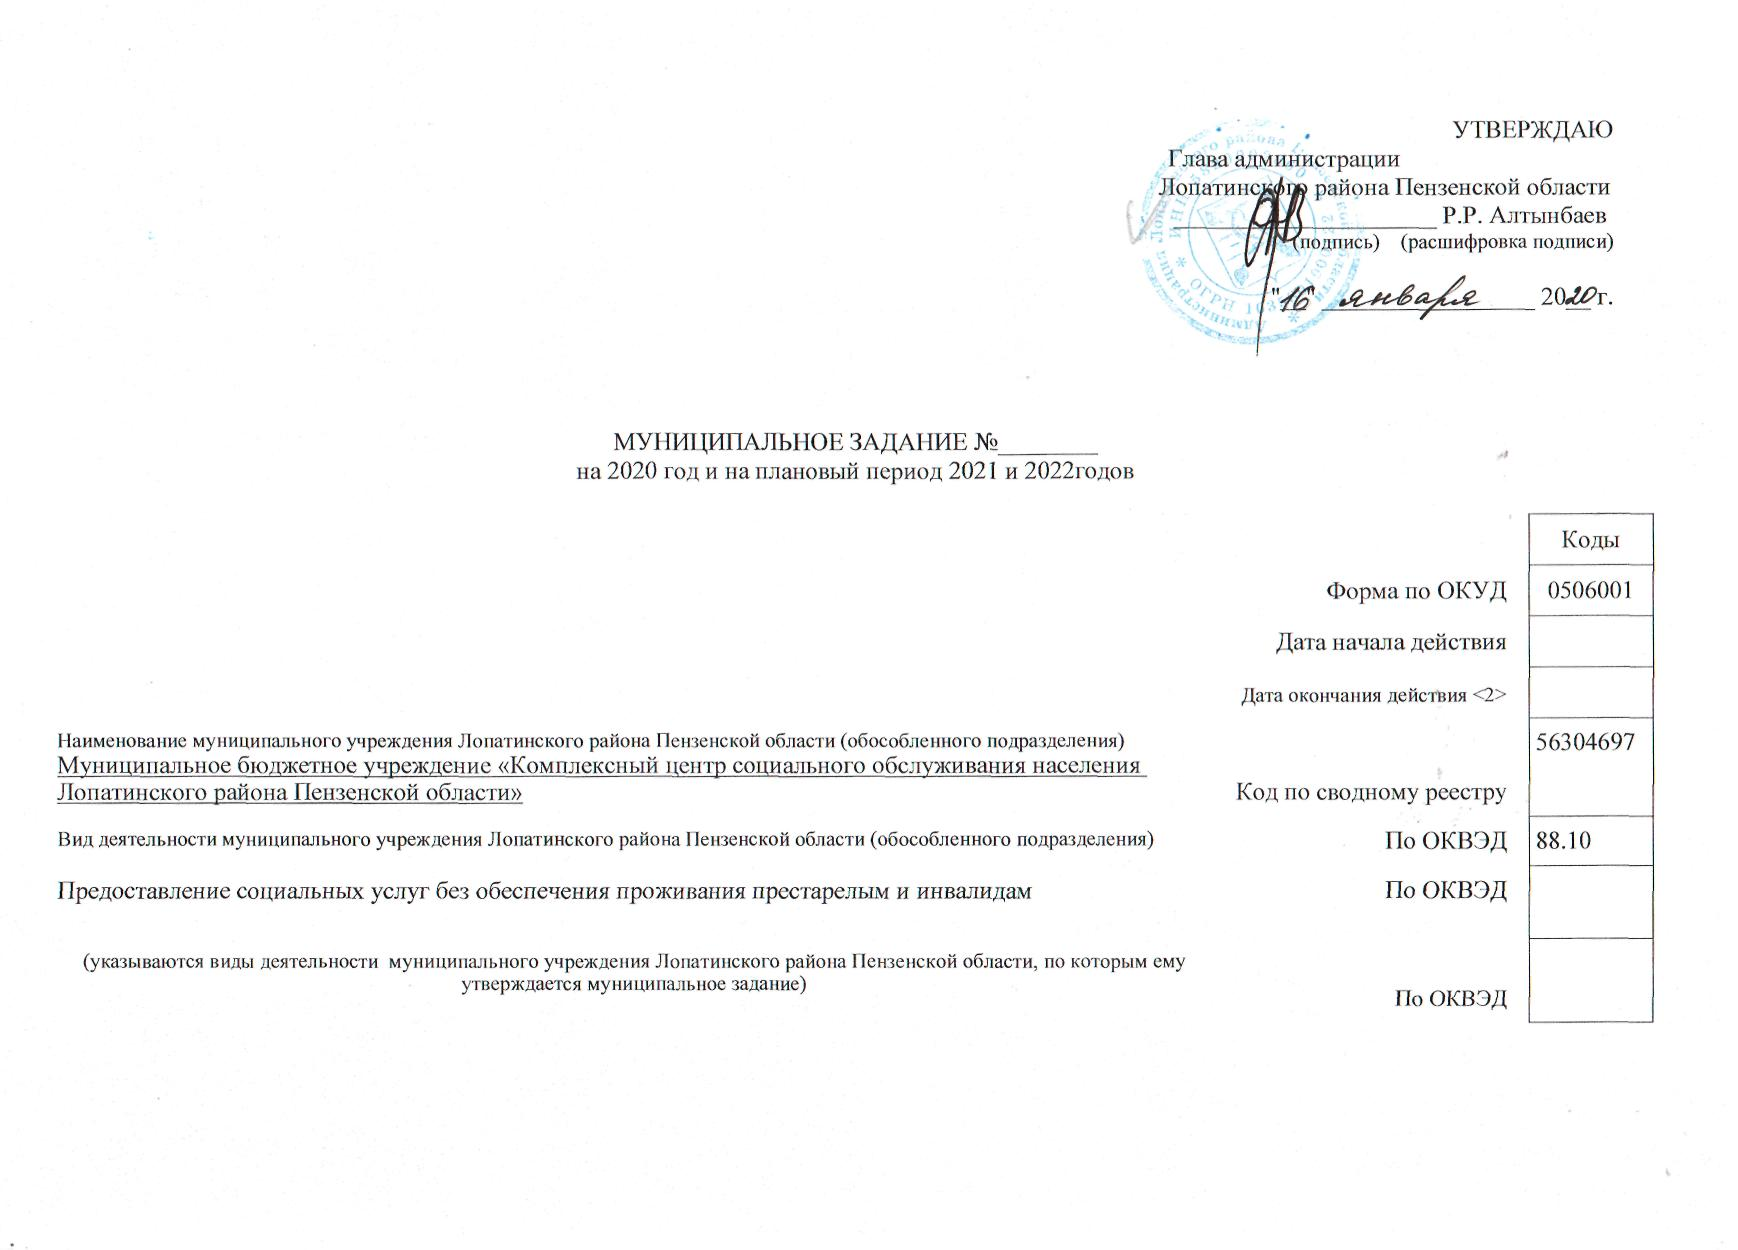 УТВЕРЖДАЮ
Глава администрации
Лопатинского района Пензенской области
______________________ Р.Р. Алтынбаев
(подпись) (расшифровка подписи)
"16" января 2020г.
МУНИЦИПАЛЬНОЕ ЗАДАНИЕ №________
на 2020 год и на плановый период 2021 и 2022годов
Коды
Форма по ОКУД 0506001
Дата начала действия
Дата окончания действия <2>
Наименование муниципального учреждения Лопатинского района Пензенской области (обособленного подразделения) 56304697
Муниципальное бюджетное учреждение «Комплексный центр социального обслуживания населения
Лопатинского района Пензенской области» Код по сводному реестру
Вид деятельности муниципального учреждения Лопатинского района Пензенской области (обособленного подразделения) По ОКВЭД 88.10
Предоставление социальных услуг без обеспечения проживания престарелым и инвалидам По ОКВЭД
(указываются виды деятельности муниципального учреждения Лопатинского района Пензенской области, по которым ему
утверждается муниципальное задание)
По ОКВЭД